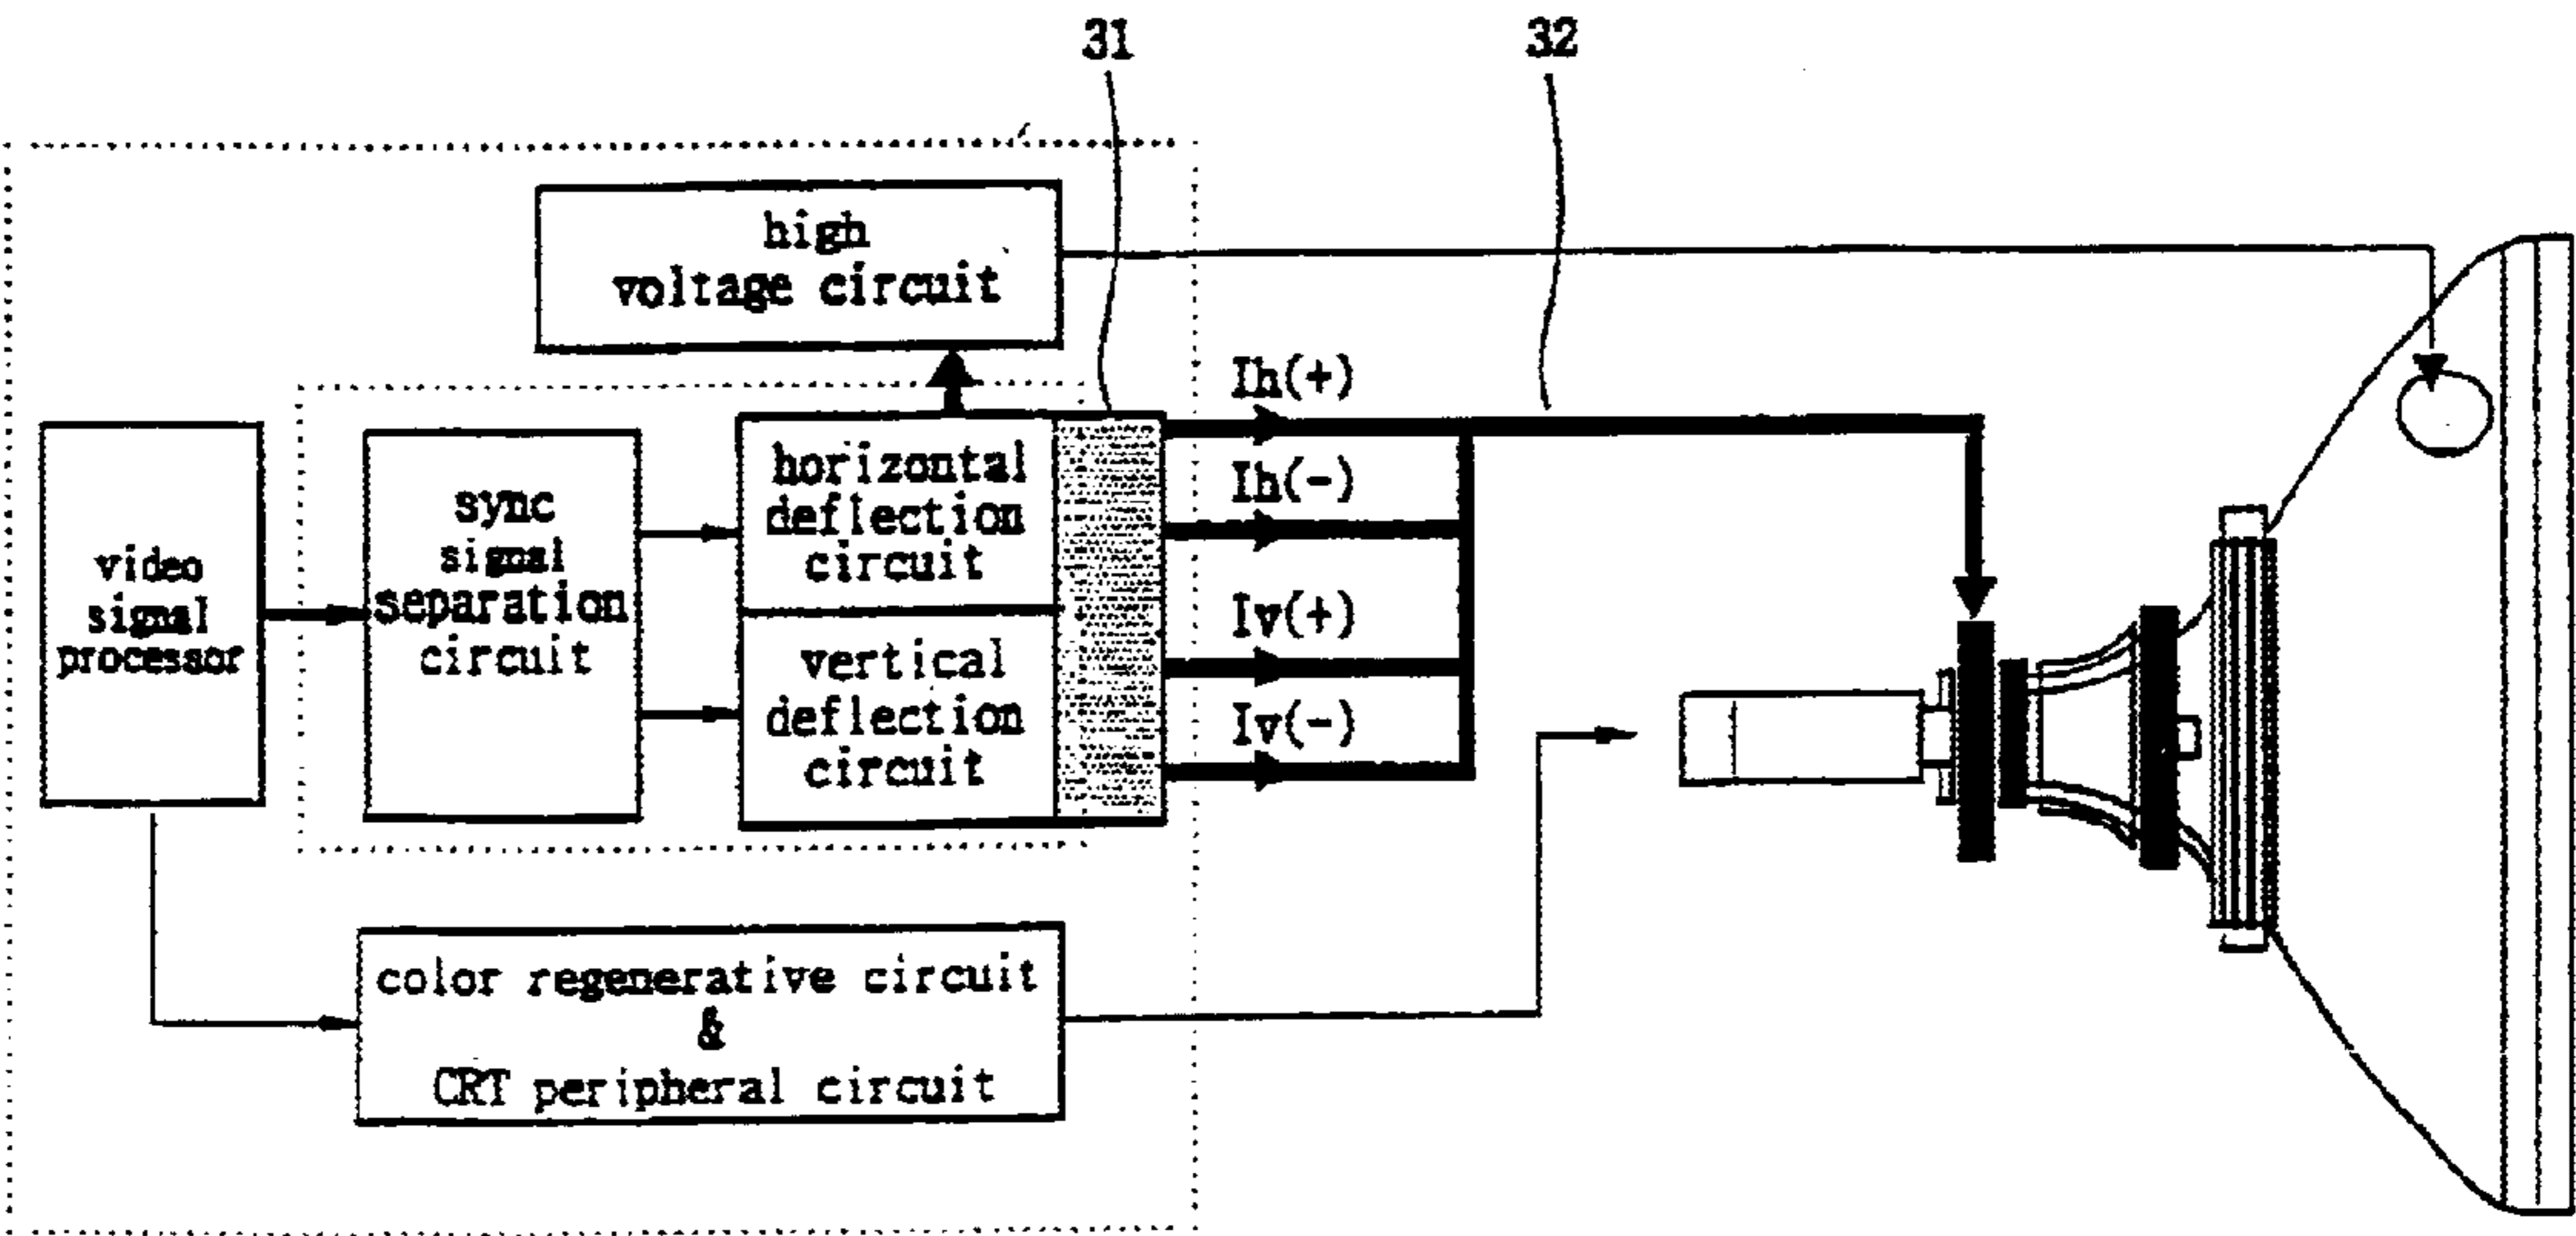 31
32
high
voltage circuit
Ih(+)
Ih(-)
Iv(+)
Iv(-)
horizontal
deflection
circuit
vertical
deflection
circuit
sync
signal
separation
circuit
video
signal
processor
color regenerative circuit
&
CRT peripheral circuit